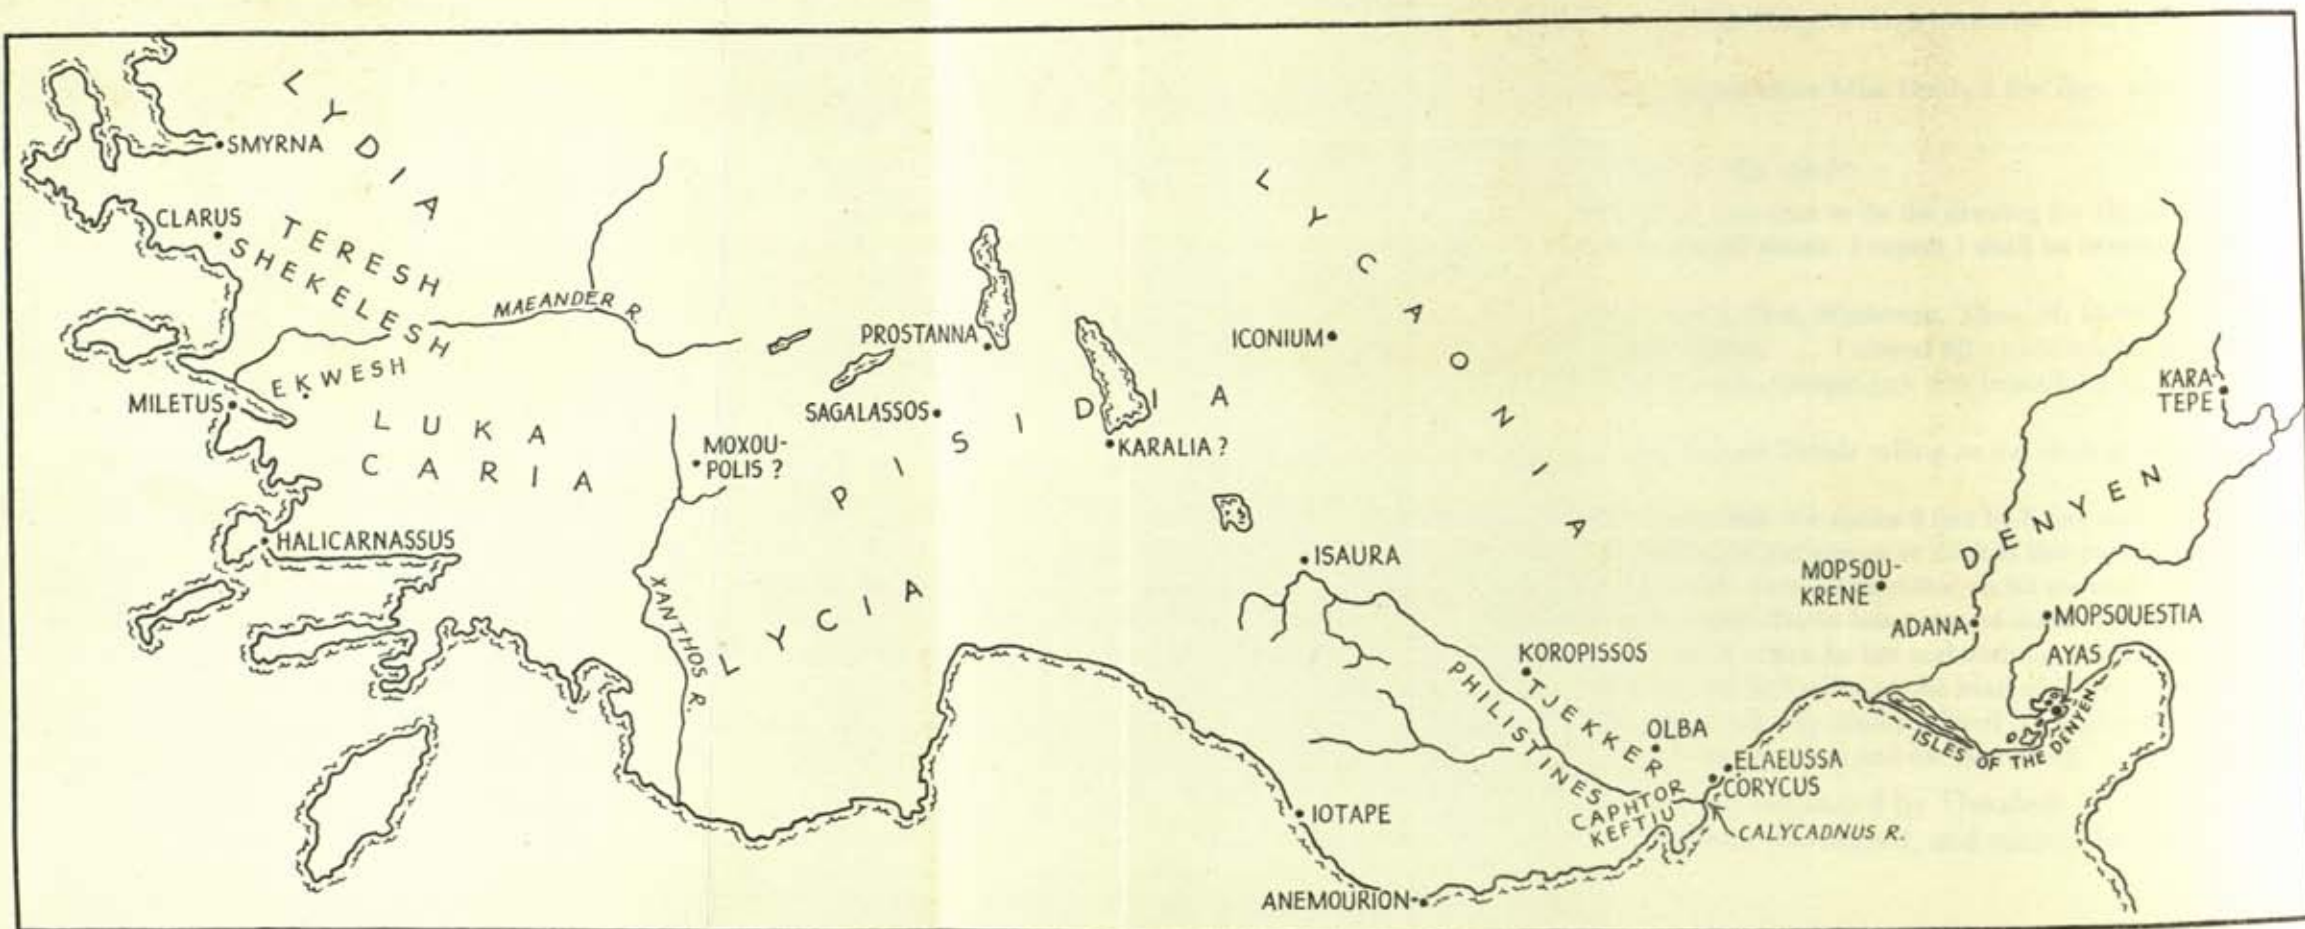 LYDIA
SMYRNA
CLARUS
TERESH
SHEKELESH
MAEANDER R.
EKWESH
MILETUS
LUKA
CARIA
HALICARNASSUS
MOXOU-
POLIS ?
XANTHOS R.
LYCIA
PROSTANNA
SAGALASSOS
PISIDIA
KARALIA ?
LYCAONIA
ICONIUM
ISAURA
KOROPISSOS
PHILISTINES
TJEKKER
OLBA
ELAEUSSA
CORYCUS
CAPHTOR
KEFTIU
CALYCADNUS R.
IOTAPE
ANEMOURION
KARA-
TEPE
DENYEN
MOPSOU-
KRENE
ADANA
MOPSOUESTIA
AYAS
ISLES OF THE DENYEN